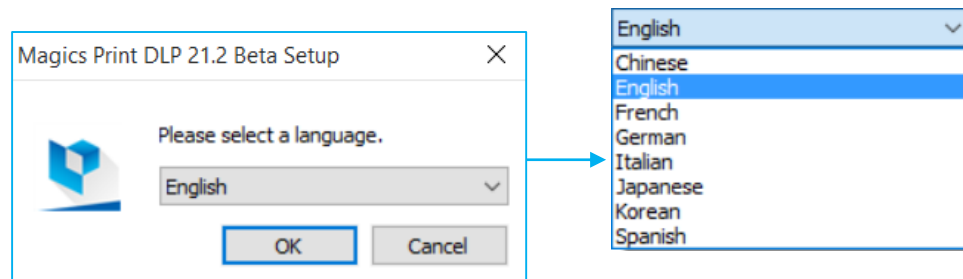 Magics Print DLP 21.2 Beta Setup
Please select a language.
English
OK
Cancel
English
Chinese
English
French
German
Italian
Japanese
Korean
Spanish